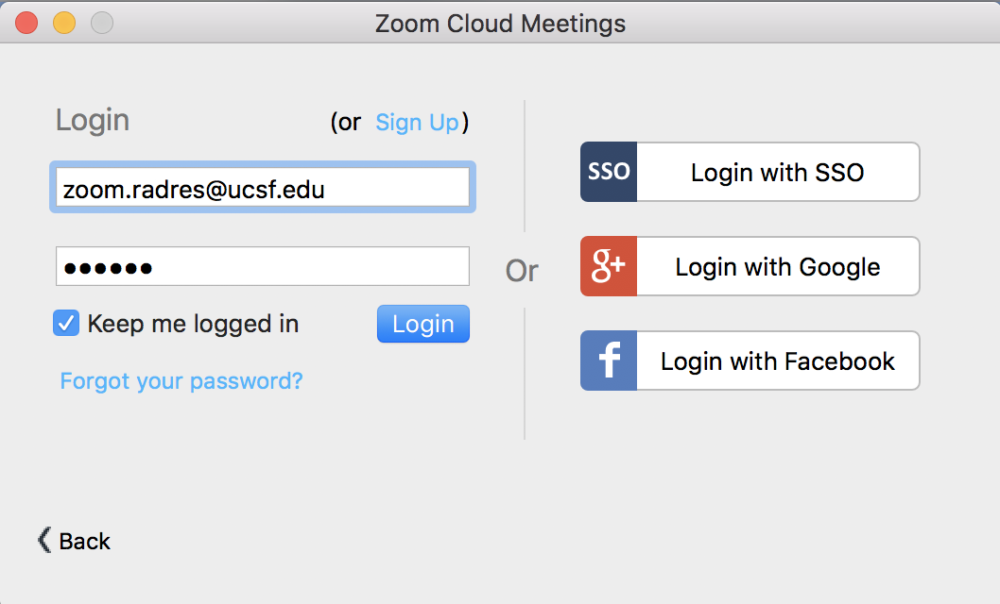 Zoom Cloud Meetings
Login
(or Sign Up)
zoom.radres@ucsf.edu
••••••
Keep me logged in
Login
Forgot your password?
Or
SSO Login with SSO
g+ Login with Google
f Login with Facebook
Back